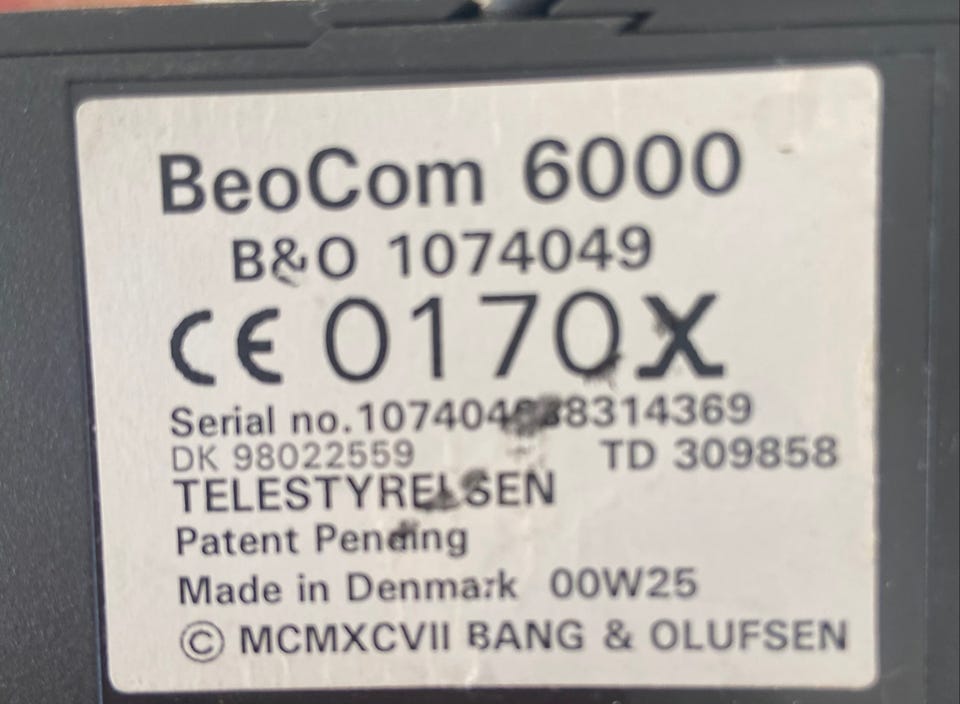 BeoCom 6000
B&O 1074049
CE 0170X
Serial no.
DK 98022559 TD 309858
TELESTYRELSEN
Patent Pending
Made in Denmark 00W25
© MCMXCVII BANG & OLUFSEN